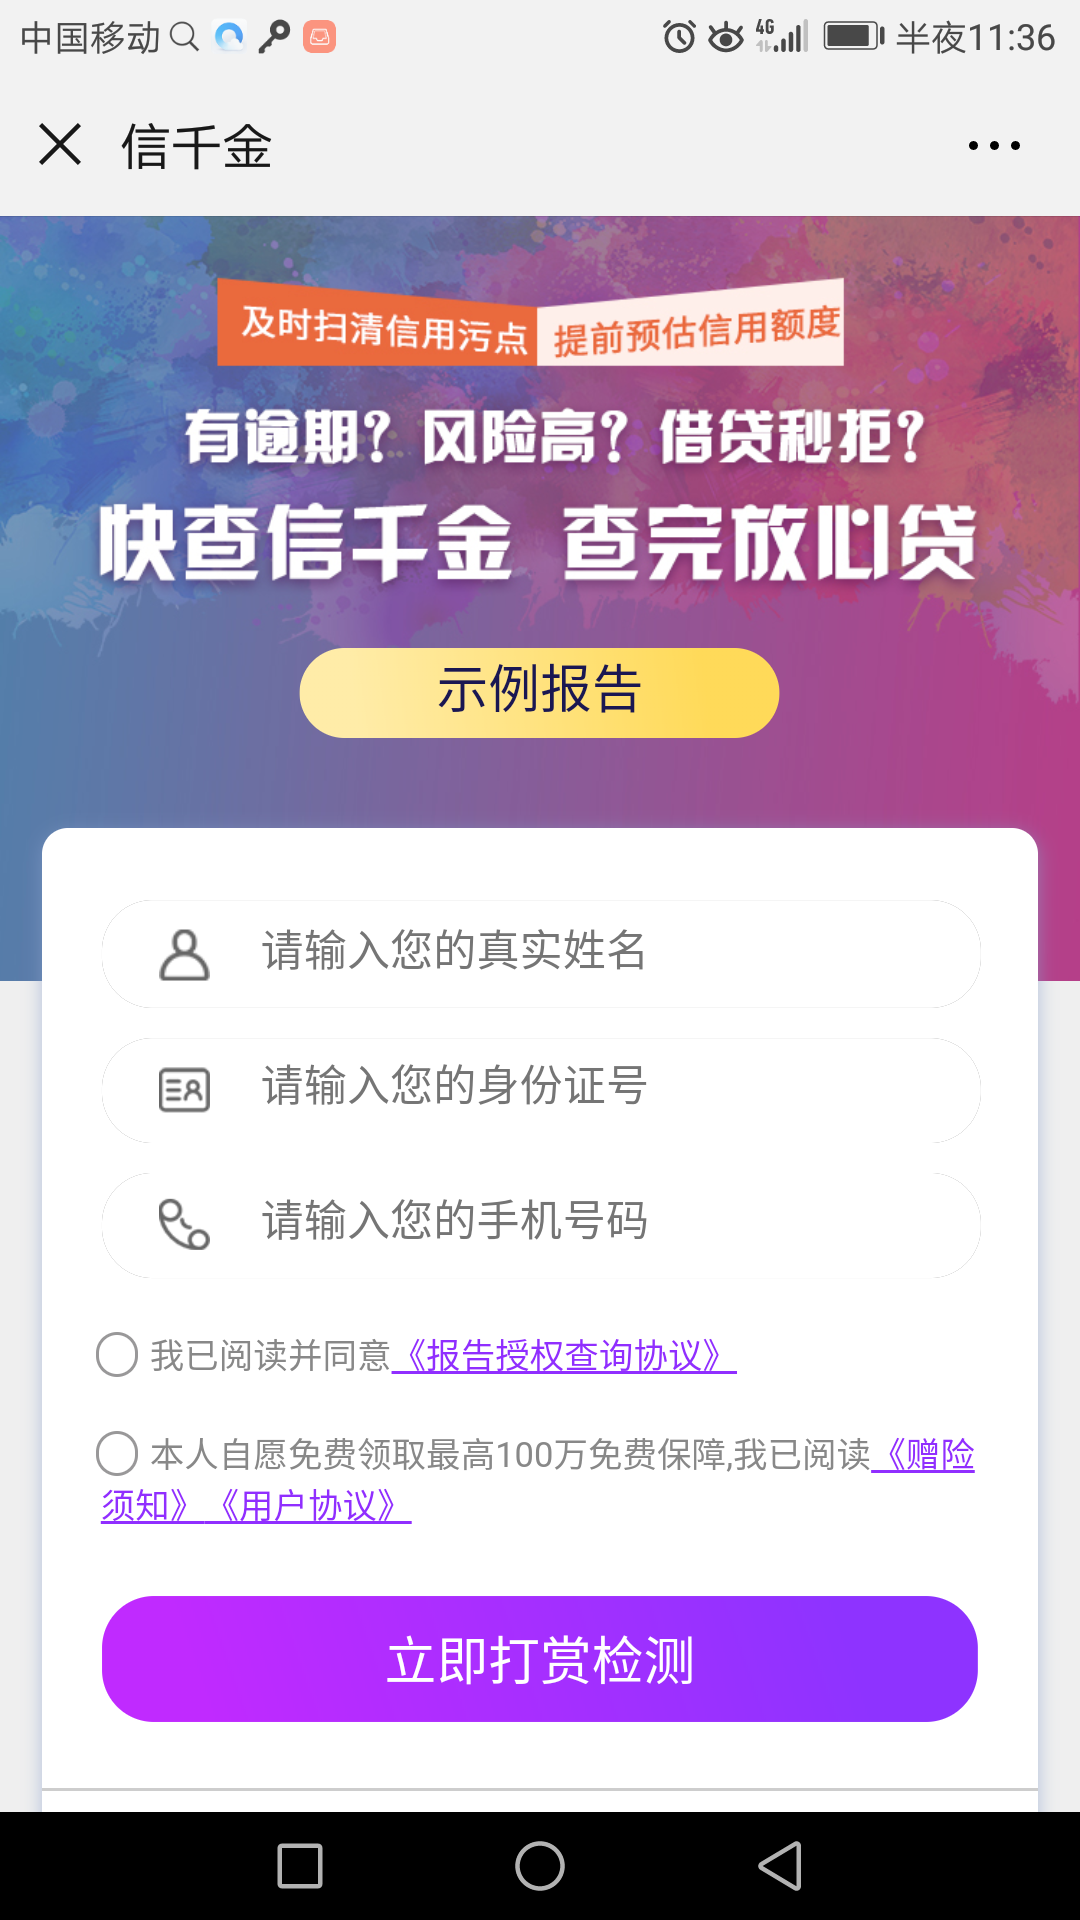 中国移动 4G 半夜11:36
信千金
及时扫清信用污点 提前预估信用额度
有逾期？风险高？借贷秒拒？
快查信千金 查完放心贷
示例报告
请输入您的真实姓名
请输入您的身份证号
请输入您的手机号码
我已阅读并同意《报告授权查询协议》
本人自愿免费领取最高100万免费保障,我已阅读《赠险
须知》《用户协议》
立即打赏检测